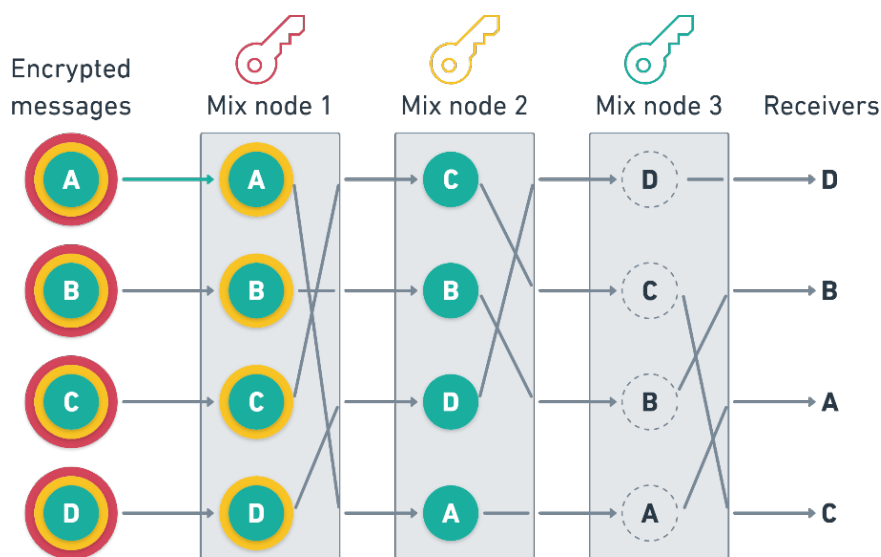 Encrypted
messages
Mix node 1
Mix node 2
Mix node 3
Receivers
A
A
C
D
D
B
B
B
C
B
C
C
D
B
A
D
D
A
A
C